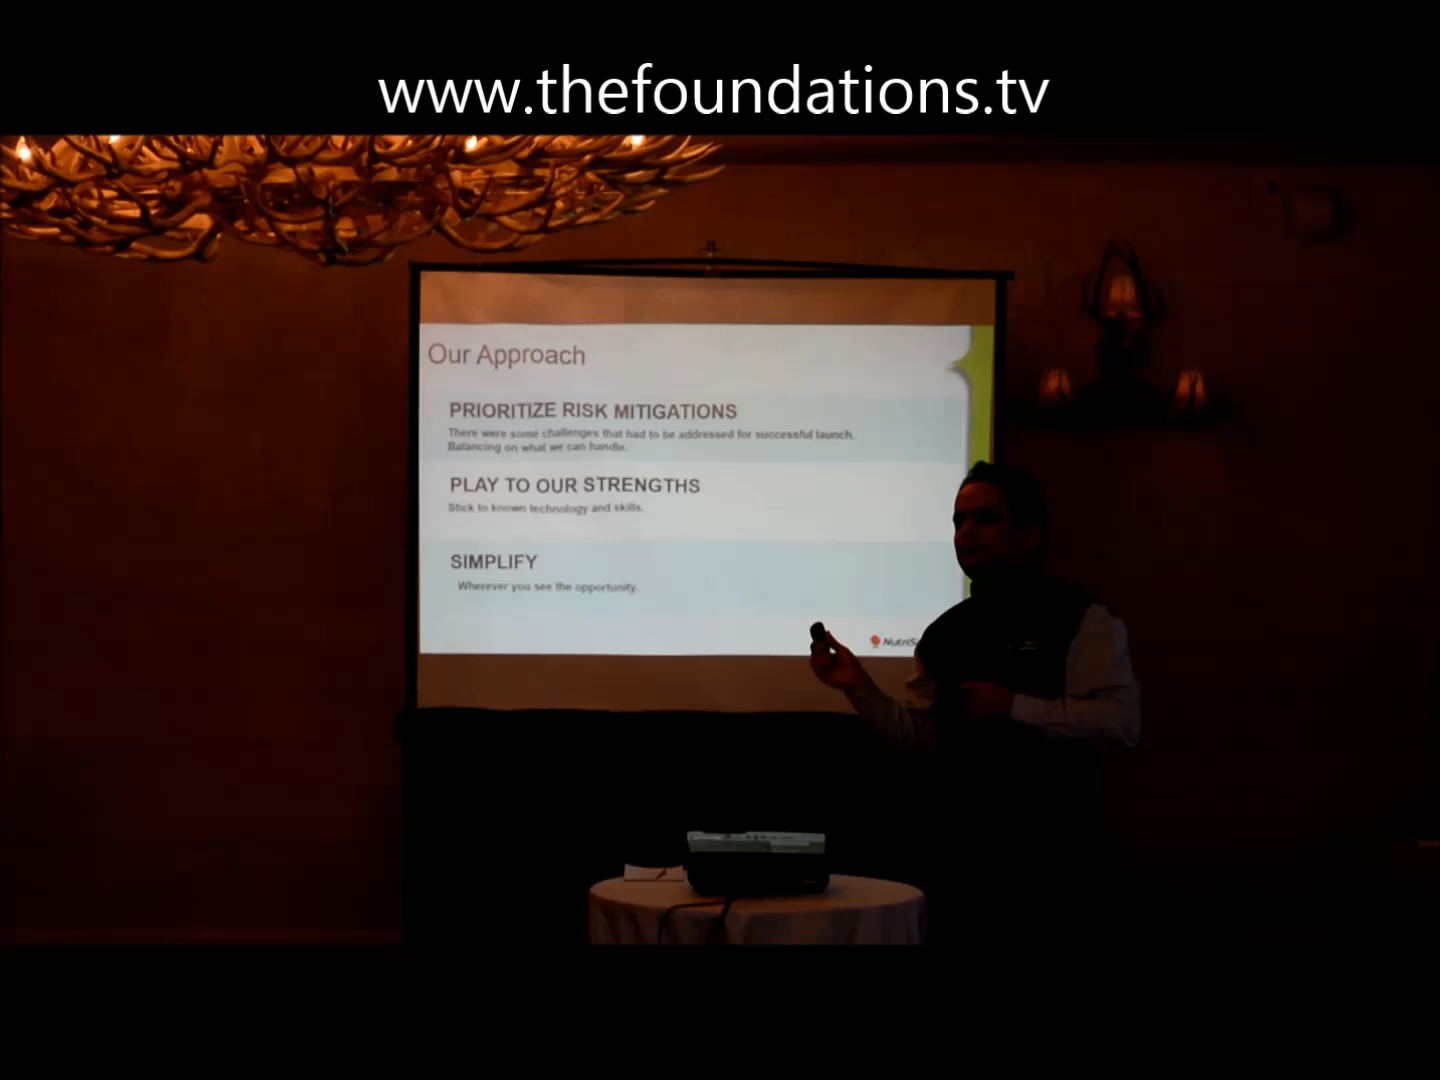 www.thefoundations.tv
Our Approach
PRIORITIZE RISK MITIGATIONS
There were some challenges that had to be addressed for successful launch.
Balancing on what we can handle.
PLAY TO OUR STRENGTHS
Stick to known technology and skills.
SIMPLIFY
Wherever you see the opportunity.